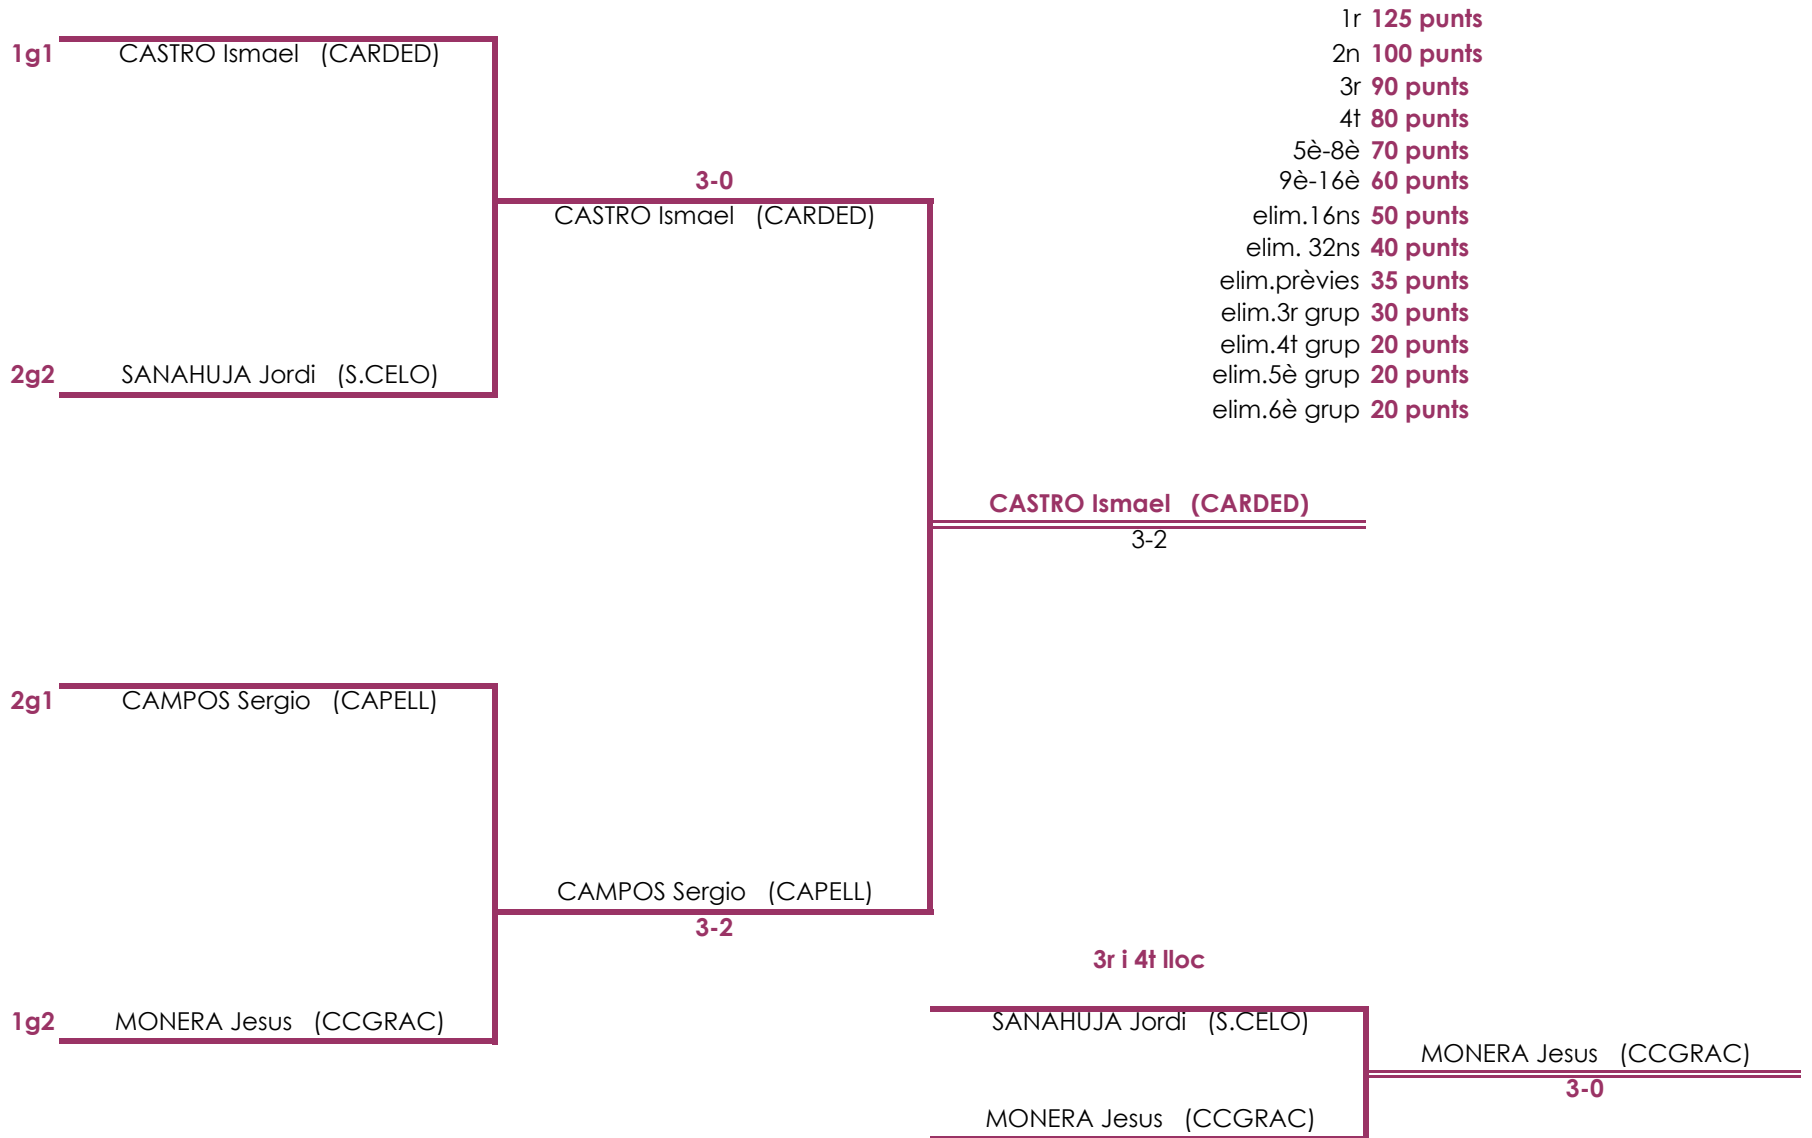 1r 125 punts
1g1 CASTRO Ismael (CARDED)
2n 100 punts
3r 90 punts
4t 80 punts
5è-8è 70 punts
3-0
9è-16è 60 punts
CASTRO Ismael (CARDED)
elim.16ns 50 punts
elim. 32ns 40 punts
elim.prèvies 35 punts
elim.3r grup 30 punts
elim.4t grup 20 punts
2g2 SANAHUJA Jordi (S.CELO)
elim.5è grup 20 punts
elim.6è grup 20 punts
CASTRO Ismael (CARDED)
3-2
2g1 CAMPOS Sergio (CAPELL)
CAMPOS Sergio (CAPELL)
3-2
3r i 4t lloc
1g2 MONERA Jesus (CCGRAC)
SANAHUJA Jordi (S.CELO)
MONERA Jesus (CCGRAC)
3-0
MONERA Jesus (CCGRAC)